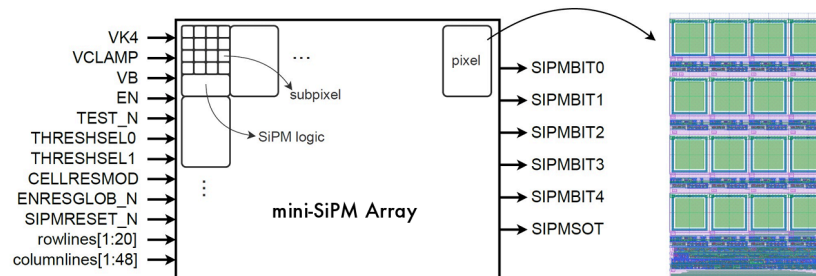 VK4
VCLAMP
VB
EN
TEST_N
THRESHSEL0
THRESHSEL1
CELLRESMOD
ENRESGLOB_N
SIPMRESET_N
rowlines[1:20]
columnlines[1:48]
...
subpixel
SiPM logic
...
mini-SiPM Array
pixel
SIPMBIT0
SIPMBIT1
SIPMBIT2
SIPMBIT3
SIPMBIT4
SIPMSOT